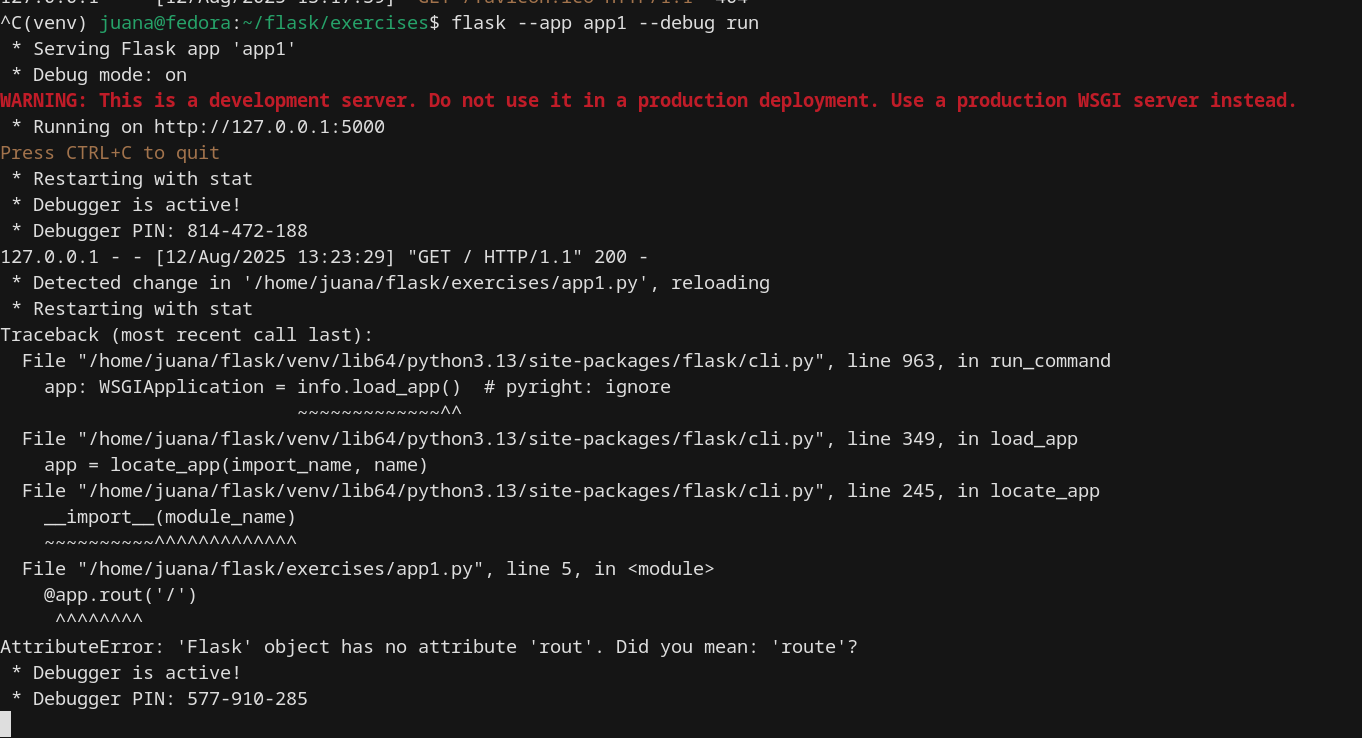 ^C(venv) juana@fedora:~/flask/exercises$ flask --app app1 --debug run
 * Serving Flask app 'app1'
 * Debug mode: on
WARNING: This is a development server. Do not use it in a production deployment. Use a production WSGI server instead.
 * Running on http://127.0.0.1:5000
Press CTRL+C to quit
 * Restarting with stat
 * Debugger is active!
 * Debugger PIN: 814-472-188
127.0.0.1 - - [12/Aug/2025 13:23:29] "GET / HTTP/1.1" 200 -
 * Detected change in '/home/juana/flask/exercises/app1.py', reloading
 * Restarting with stat
Traceback (most recent call last):
  File "/home/juana/flask/venv/lib64/python3.13/site-packages/flask/cli.py", line 963, in run_command
    app: WSGIApplication = info.load_app()  # pyright: ignore
                           ~~~~~~~~~~~~~^^
  File "/home/juana/flask/venv/lib64/python3.13/site-packages/flask/cli.py", line 349, in load_app
    app = locate_app(import_name, name)
  File "/home/juana/flask/venv/lib64/python3.13/site-packages/flask/cli.py", line 245, in locate_app
    __import__(module_name)
    ~~~~~~~~~~^^^^^^^^^^^^^
  File "/home/juana/flask/exercises/app1.py", line 5, in <module>
    @app.rout('/')
     ^^^^^^^^
AttributeError: 'Flask' object has no attribute 'rout'. Did you mean: 'route'?
 * Debugger is active!
 * Debugger PIN: 577-910-285